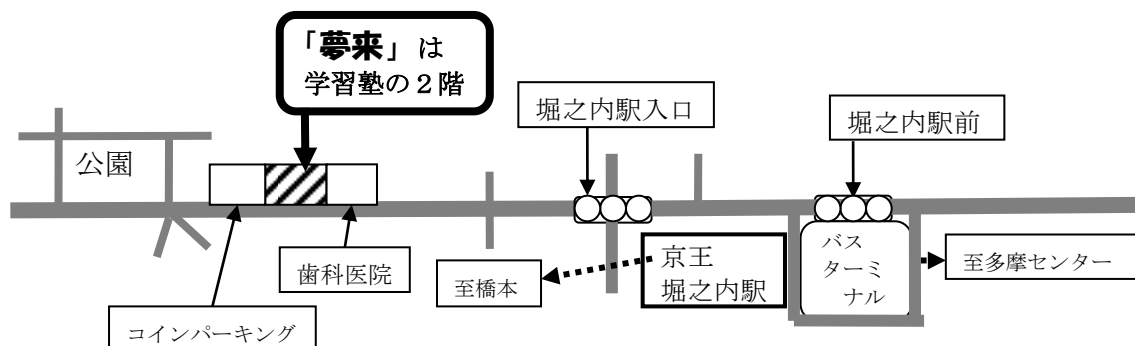 「夢来」は
学習塾の２階
堀之内駅入口
堀之内駅前
公園
歯科医院
コインパーキング
至橋本
京王
堀之内駅
バス
ターミ
ナル
至多摩センター